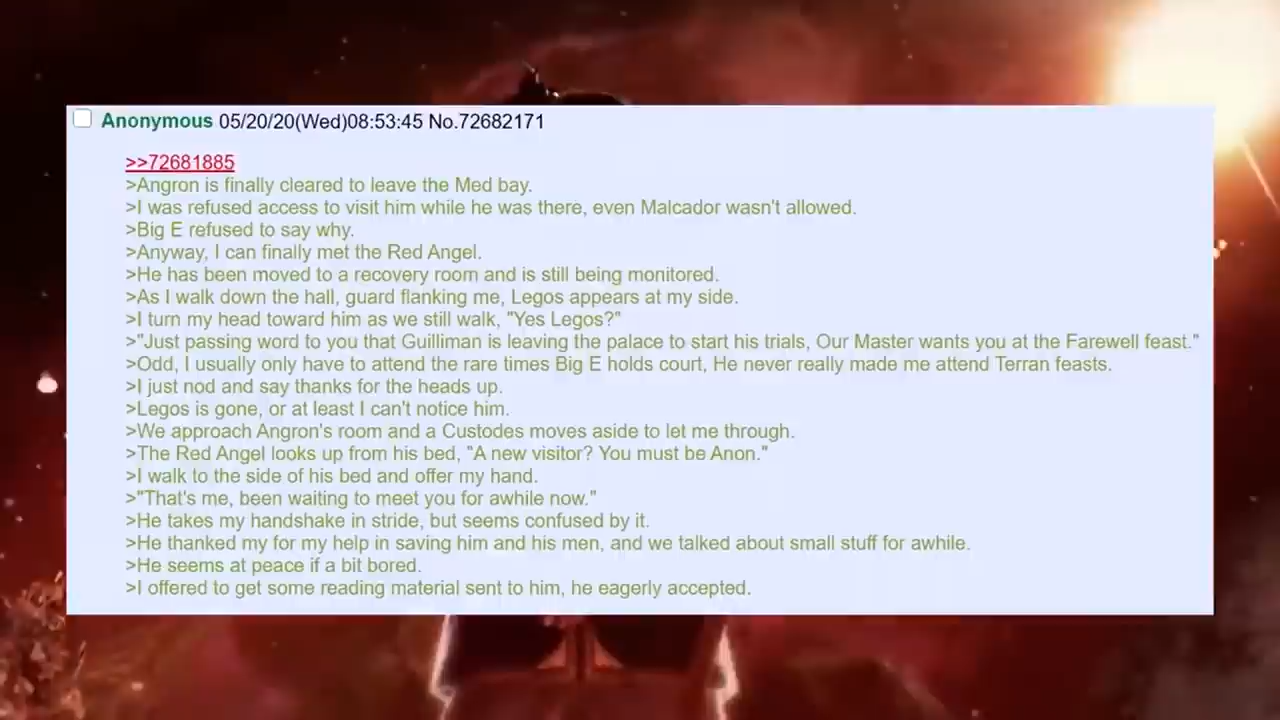 Anonymous 05/20/20(Wed)08:53:45 No.72682171
>>72681885
>Angron is finally cleared to leave the Med bay.
>I was refused access to visit him while he was there, even Malcador wasn't allowed.
>Big E refused to say why.
>Anyway, I can finally met the Red Angel.
>He has been moved to a recovery room and is still being monitored.
>As I walk down the hall, guard flanking me, Legos appears at my side.
>I turn my head toward him as we still walk, "Yes Legos?"
>"Just passing word to you that Guilliman is leaving the palace to start his trials, Our Master wants you at the Farewell feast."
>Odd, I usually only have to attend the rare times Big E holds court, He never really made me attend Terran feasts.
>I just nod and say thanks for the heads up.
>Legos is gone, or at least I can't notice him.
>We approach Angron's room and a Custodes moves aside to let me through.
>The Red Angel looks up from his bed, "A new visitor? You must be Anon."
>I walk to the side of his bed and offer my hand.
>"That's me, been waiting to meet you for awhile now."
>He takes my handshake in stride, but seems confused by it.
>He thanked my for my help in saving him and his men, and we talked about small stuff for awhile.
>He seems at peace if a bit bored.
>I offered to get some reading material sent to him, he eagerly accepted.